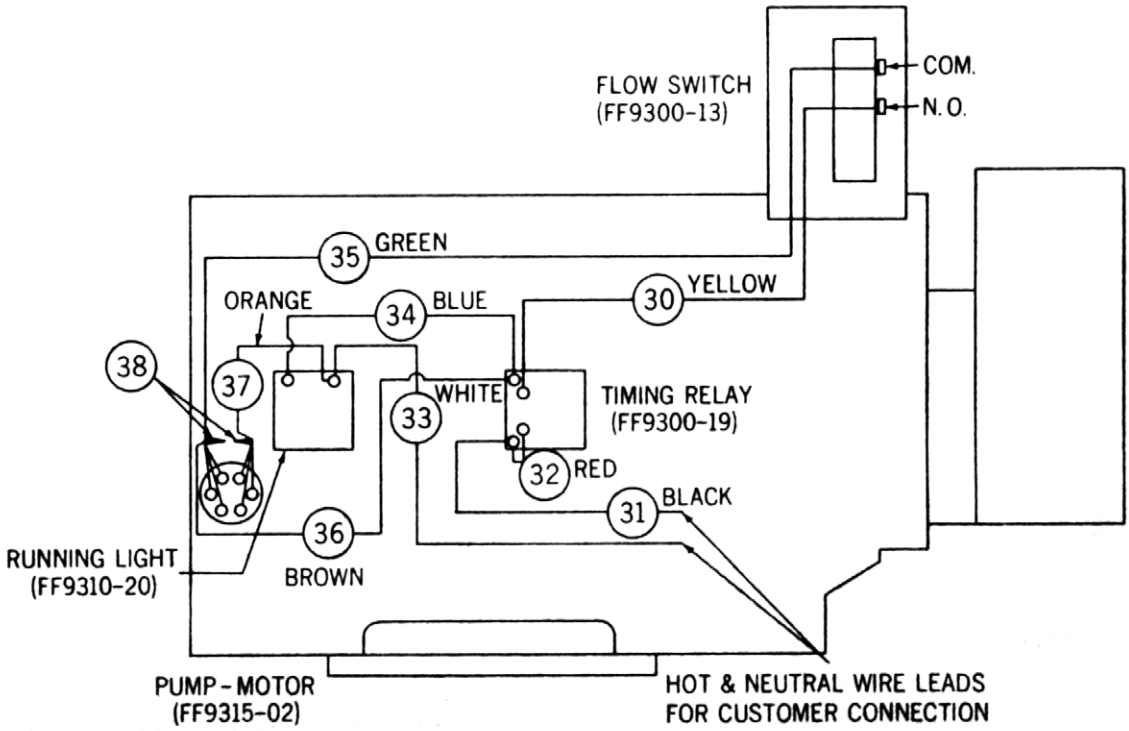 FLOW SWITCH
(FF9300-13)
COM.
N.O.
35
GREEN
ORANGE
34
BLUE
30
YELLOW
38
37
WHITE
33
TIMING RELAY
(FF9300-19)
32
RED
31
BLACK
36
BROWN
RUNNING LIGHT
(FF9310-20)
PUMP-MOTOR
(FF9315-02)
HOT & NEUTRAL WIRE LEADS
FOR CUSTOMER CONNECTION